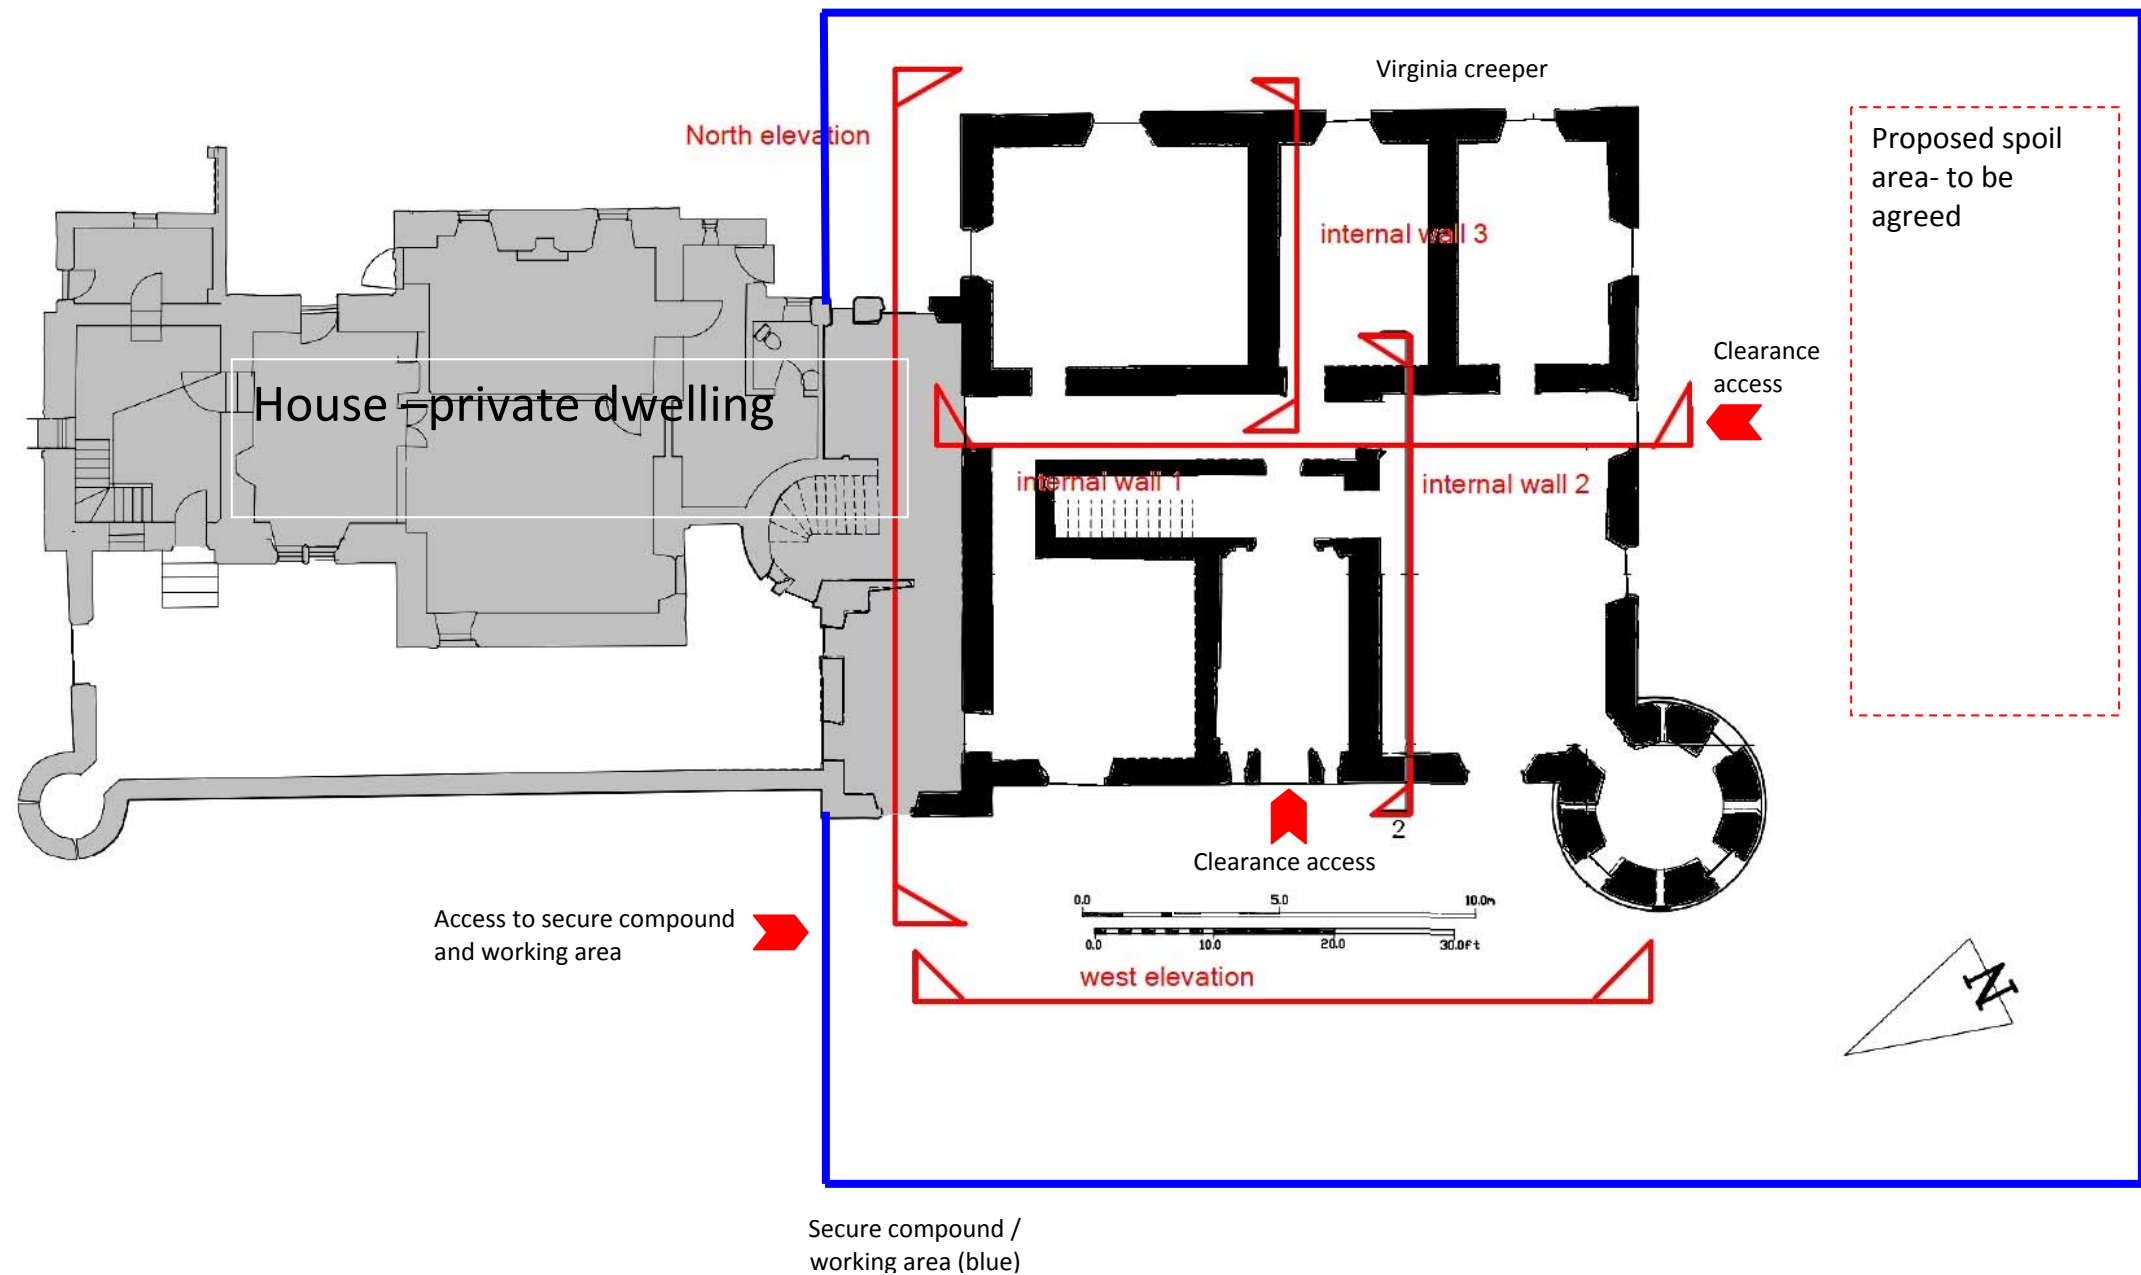 Virginia creeper
North elevation
Proposed spoil
area- to be
agreed
internal wall 3
Clearance
access
House –private dwelling
internal wall 1
internal wall 2
2
Clearance access
0.0 5.0 10.0m
0.0 10.0 20.0 30.0ft
Access to secure compound
and working area
west elevation
N
Secure compound /
working area (blue)